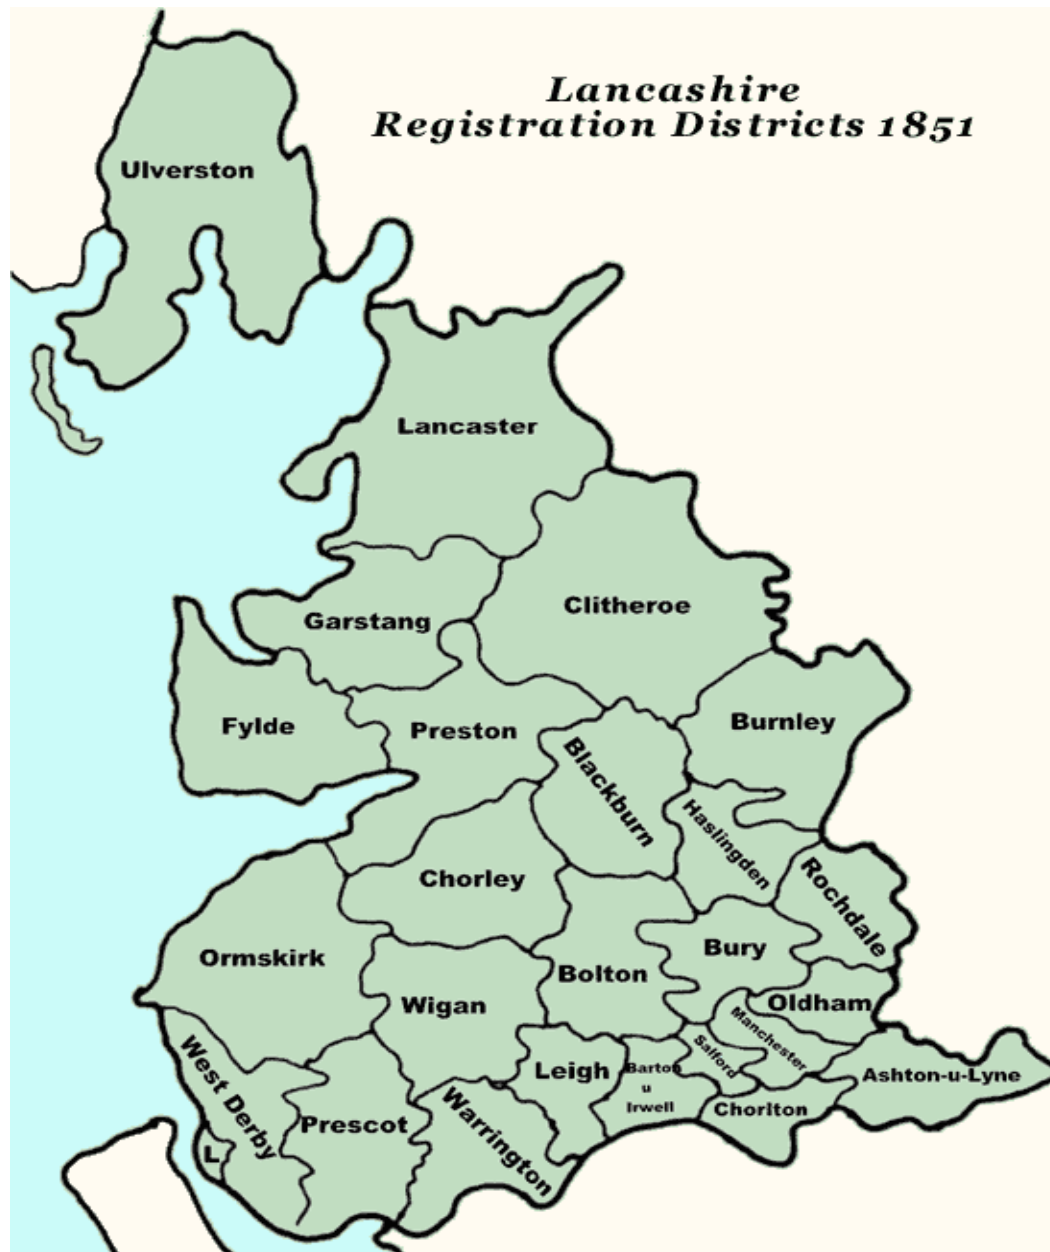 Lancashire
Registration Districts 1851
Ulverston
Lancaster
Clitheroe
Garstang
Fylde
Preston
Burnley
Blackburn
Haslingden
Chorley
Rochdale
Ormskirk
Bury
Bolton
Wigan
Oldham
Manchester
Salford
West Derby
Leigh
Barton
u
Irwell
Ashton-u-Lyne
Chorlton
Prescot
Warrington
L